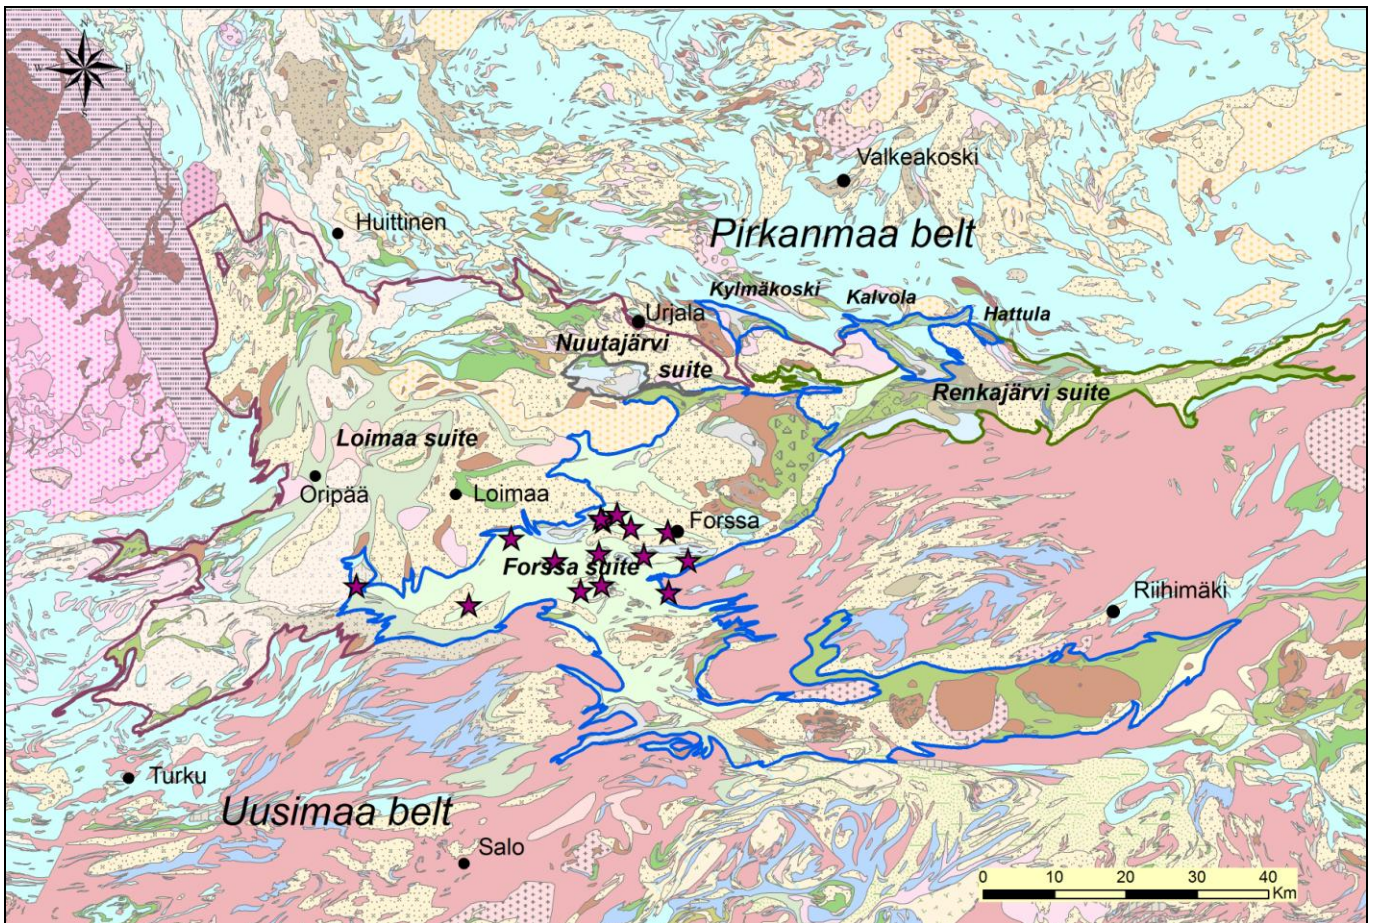 N
W
E
Valkeakoski
Huittinen
Pirkanmaa belt
Kylmäkoski
Kalvola
Hattula
Urjala
Nuutajärvi
suite
Renkajärvi suite
Loimaa suite
Oripää
Loimaa
Forssa
Forssa suite
Riihimäki
Turku
Uusimaa belt
Salo
0 10 20 30 40
Km